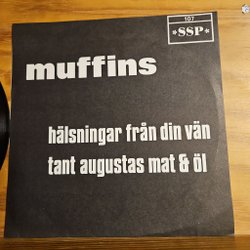 107
*SSP*
muffins
hälsningar från din vän
tant augustas mat & öl